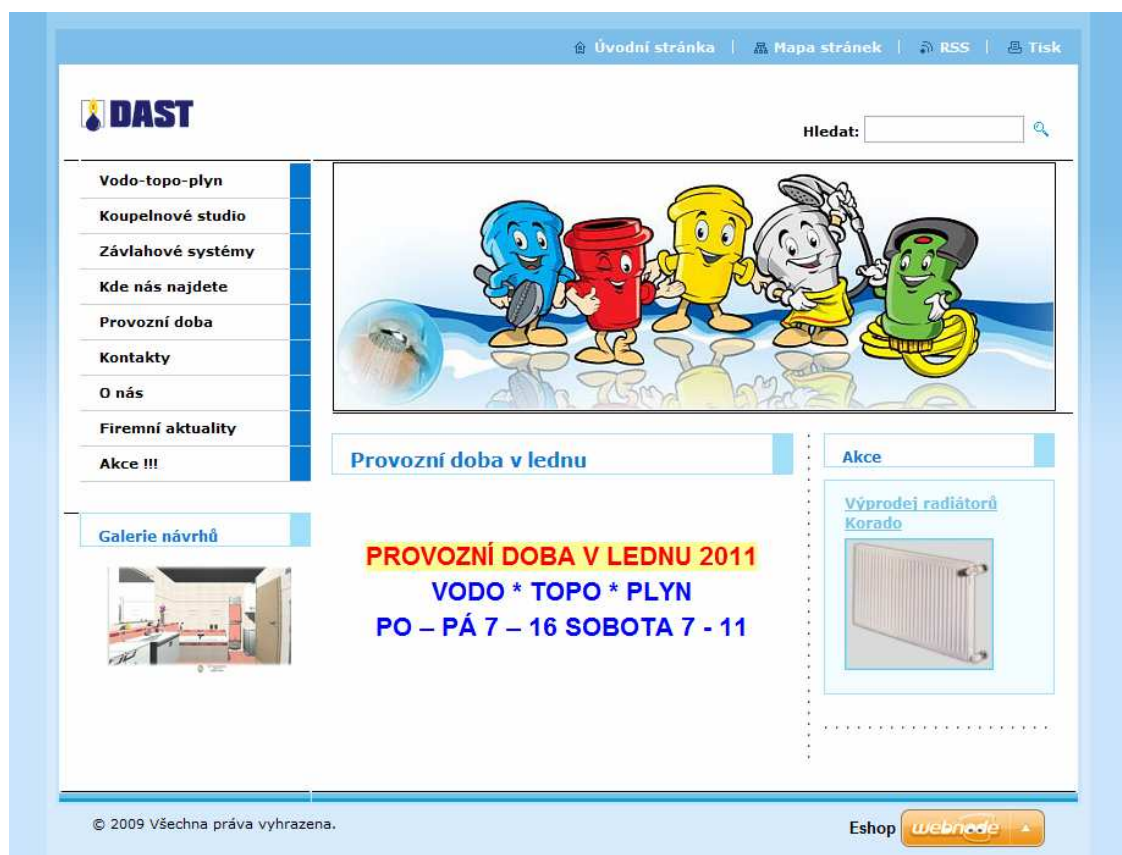 Úvodní stránka | Mapa stránek | RSS | Tisk
DAST
Hledat:
Vodo-topo-plyn
Koupelnové studio
Závlahové systémy
Kde nás najdete
Provozní doba
Kontakty
O nás
Firemní aktuality
Akce !!!
Galerie návrhů
Provozní doba v lednu
PROVOZNÍ DOBA V LEDNU 2011
VODO * TOPO * PLYN
PO – PÁ 7 – 16 SOBOTA 7 - 11
Akce
Výprodej radiátorů
Korado
© 2009 Všechna práva vyhrazena.
Eshop webnode